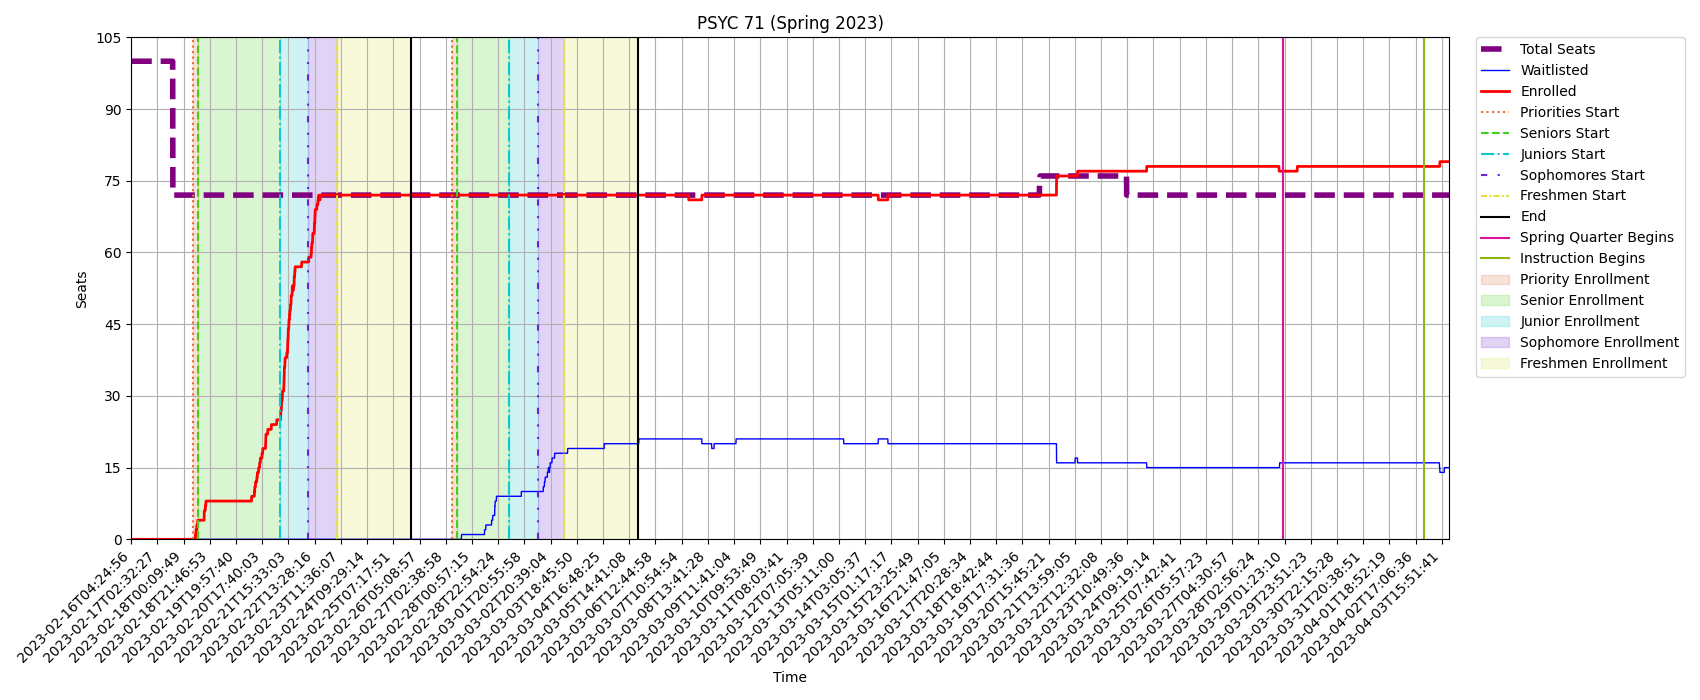 PSYC 71 (Spring 2023)
105
90
75
60
45
30
15
0
Seats
2023-02-16T04:24:56
2023-02-17T02:32:27
2023-02-18T00:09:49
2023-02-18T21:46:53
2023-02-19T19:57:40
2023-02-20T17:40:03
2023-02-21T15:33:03
2023-02-22T13:28:16
2023-02-23T11:36:07
2023-02-24T09:29:14
2023-02-25T07:17:51
2023-02-26T05:08:57
2023-02-27T02:38:58
2023-02-28T00:57:15
2023-02-28T22:54:24
2023-03-01T20:55:58
2023-03-02T20:39:04
2023-03-03T18:45:50
2023-03-04T16:48:25
2023-03-05T14:41:08
2023-03-06T12:44:58
2023-03-07T10:54:54
2023-03-08T13:41:28
2023-03-09T11:41:04
2023-03-10T09:53:49
2023-03-11T08:03:41
2023-03-12T07:05:39
2023-03-13T05:11:00
2023-03-14T03:05:37
2023-03-15T01:17:17
2023-03-15T23:25:49
2023-03-16T21:47:05
2023-03-17T20:28:34
2023-03-18T18:42:44
2023-03-19T17:31:36
2023-03-20T15:45:21
2023-03-21T13:59:05
2023-03-22T12:32:08
2023-03-23T10:49:36
2023-03-24T09:19:14
2023-03-25T07:42:41
2023-03-26T05:57:23
2023-03-27T04:30:57
2023-03-28T02:56:24
2023-03-29T01:23:10
2023-03-29T23:51:23
2023-03-30T22:15:28
2023-03-31T20:38:51
2023-04-01T18:52:19
2023-04-02T17:06:36
2023-04-03T15:51:41
Time
Total Seats
Waitlisted
Enrolled
Priorities Start
Seniors Start
Juniors Start
Sophomores Start
Freshmen Start
End
Spring Quarter Begins
Instruction Begins
Priority Enrollment
Senior Enrollment
Junior Enrollment
Sophomore Enrollment
Freshmen Enrollment